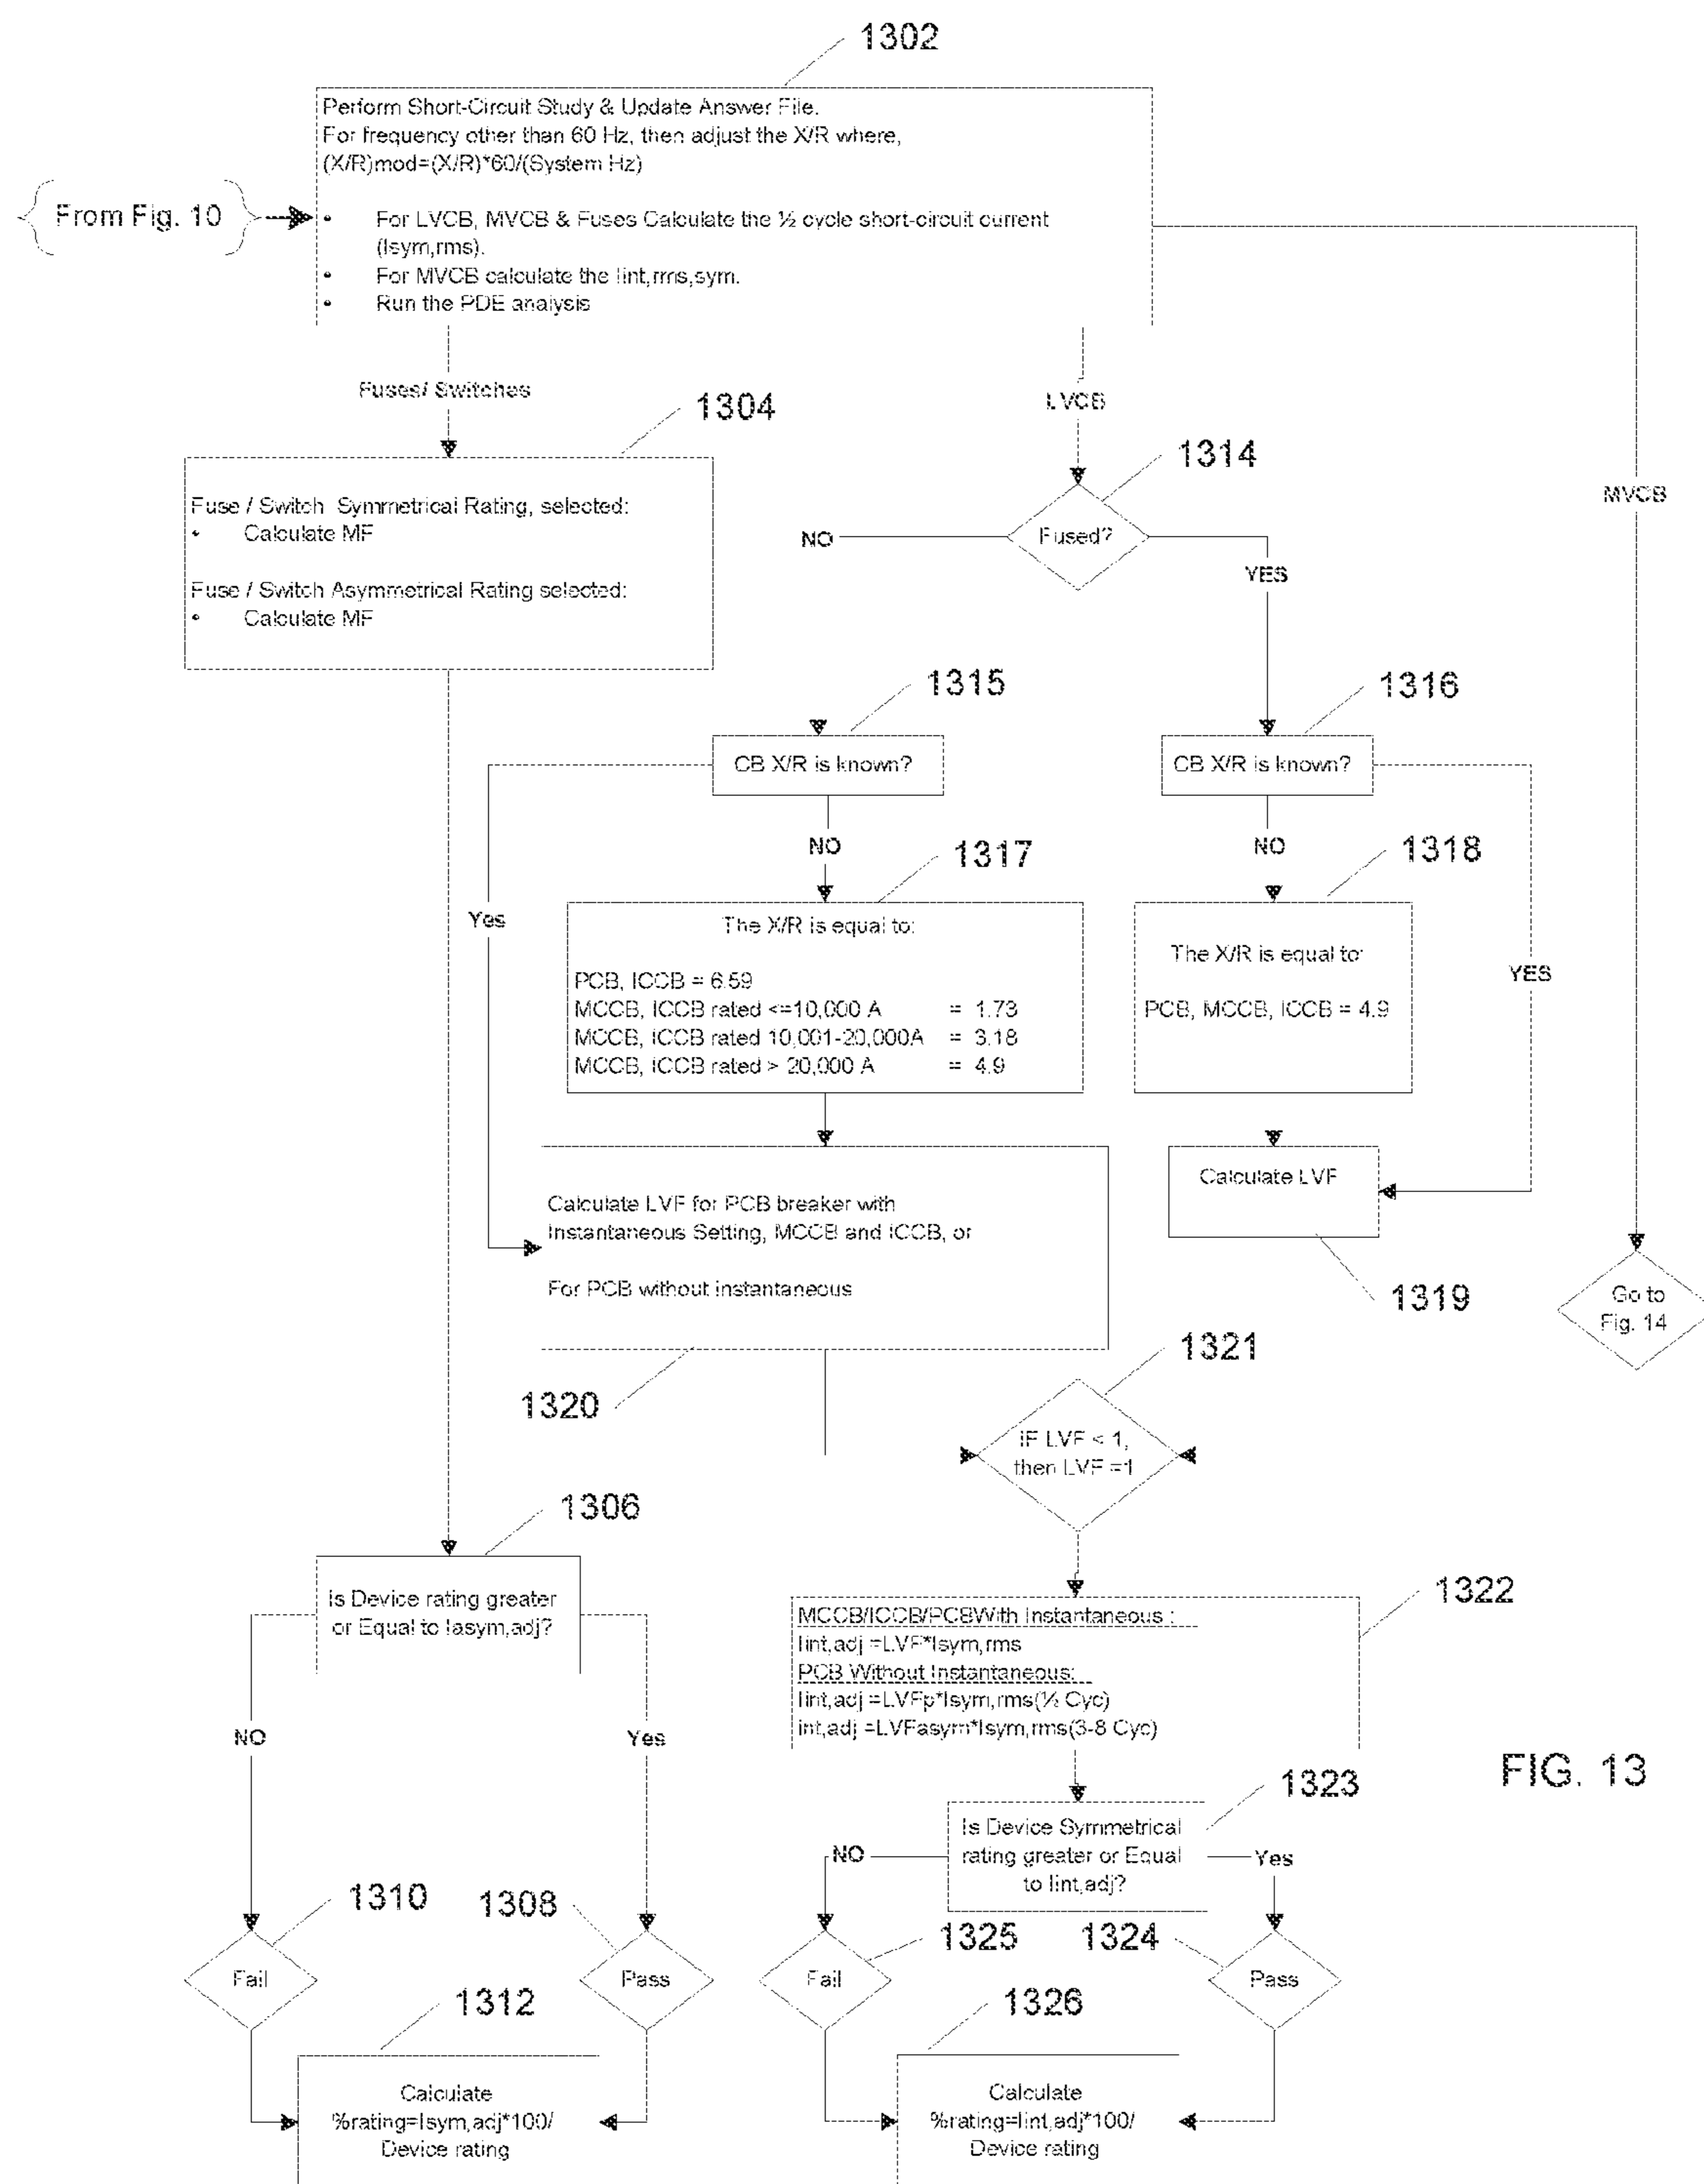 1302
Perform Short-Circuit Study & Update Answer File.
For frequency other than 60 Hz, then adjust the X/R where,
(X/R)mod=(X/R)*60/(System Hz)
• For LVCB, MVCB & Fuses Calculate the ½ cycle short-circuit current
(Isym,rms).
• For MVCB calculate the Iint,rms,sym.
• Run the PDE analysis
From Fig. 10
Fuses/ Switches
LVCB
MVCB
1304
Fuse / Switch Symmetrical Rating, selected:
• Calculate MF
Fuse / Switch Asymmetrical Rating selected:
• Calculate MF
1314
Fused?
NO
YES
1315
CB X/R is known?
1316
CB X/R is known?
NO
NO
Yes
YES
1317
The X/R is equal to:
PCB, ICCB = 6.59
MCCB, ICCB rated <=10,000 A = 1.73
MCCB, ICCB rated 10,001-20,000A = 3.18
MCCB, ICCB rated > 20,000 A = 4.9
1318
The X/R is equal to:
PCB, MCCB, ICCB = 4.9
Calculate LVF for PCB breaker with
Instantaneous Setting, MCCB and ICCB, or
For PCB without instantaneous
1320
Calculate LVF
1319
Go to
Fig. 14
1321
IF LVF < 1,
then LVF =1
1306
Is Device rating greater
or Equal to Iasym,adj?
NO
Yes
1322
MCCB/ICCB/PCBWith Instantaneous :
Iint,adj =LVF*Isym,rms
PCB Without Instantaneous:
Iint,adj =LVFp*Isym,rms(½ Cyc)
int,adj =LVFasym*Isym,rms(3-8 Cyc)
FIG. 13
1323
Is Device Symmetrical
rating greater or Equal
to Iint,adj?
NO
Yes
1310
Fail
1308
Pass
1325
Fail
1324
Pass
1312
Calculate
%rating=Isym,adj*100/
Device rating
1326
Calculate
%rating=Iint,adj*100/
Device rating